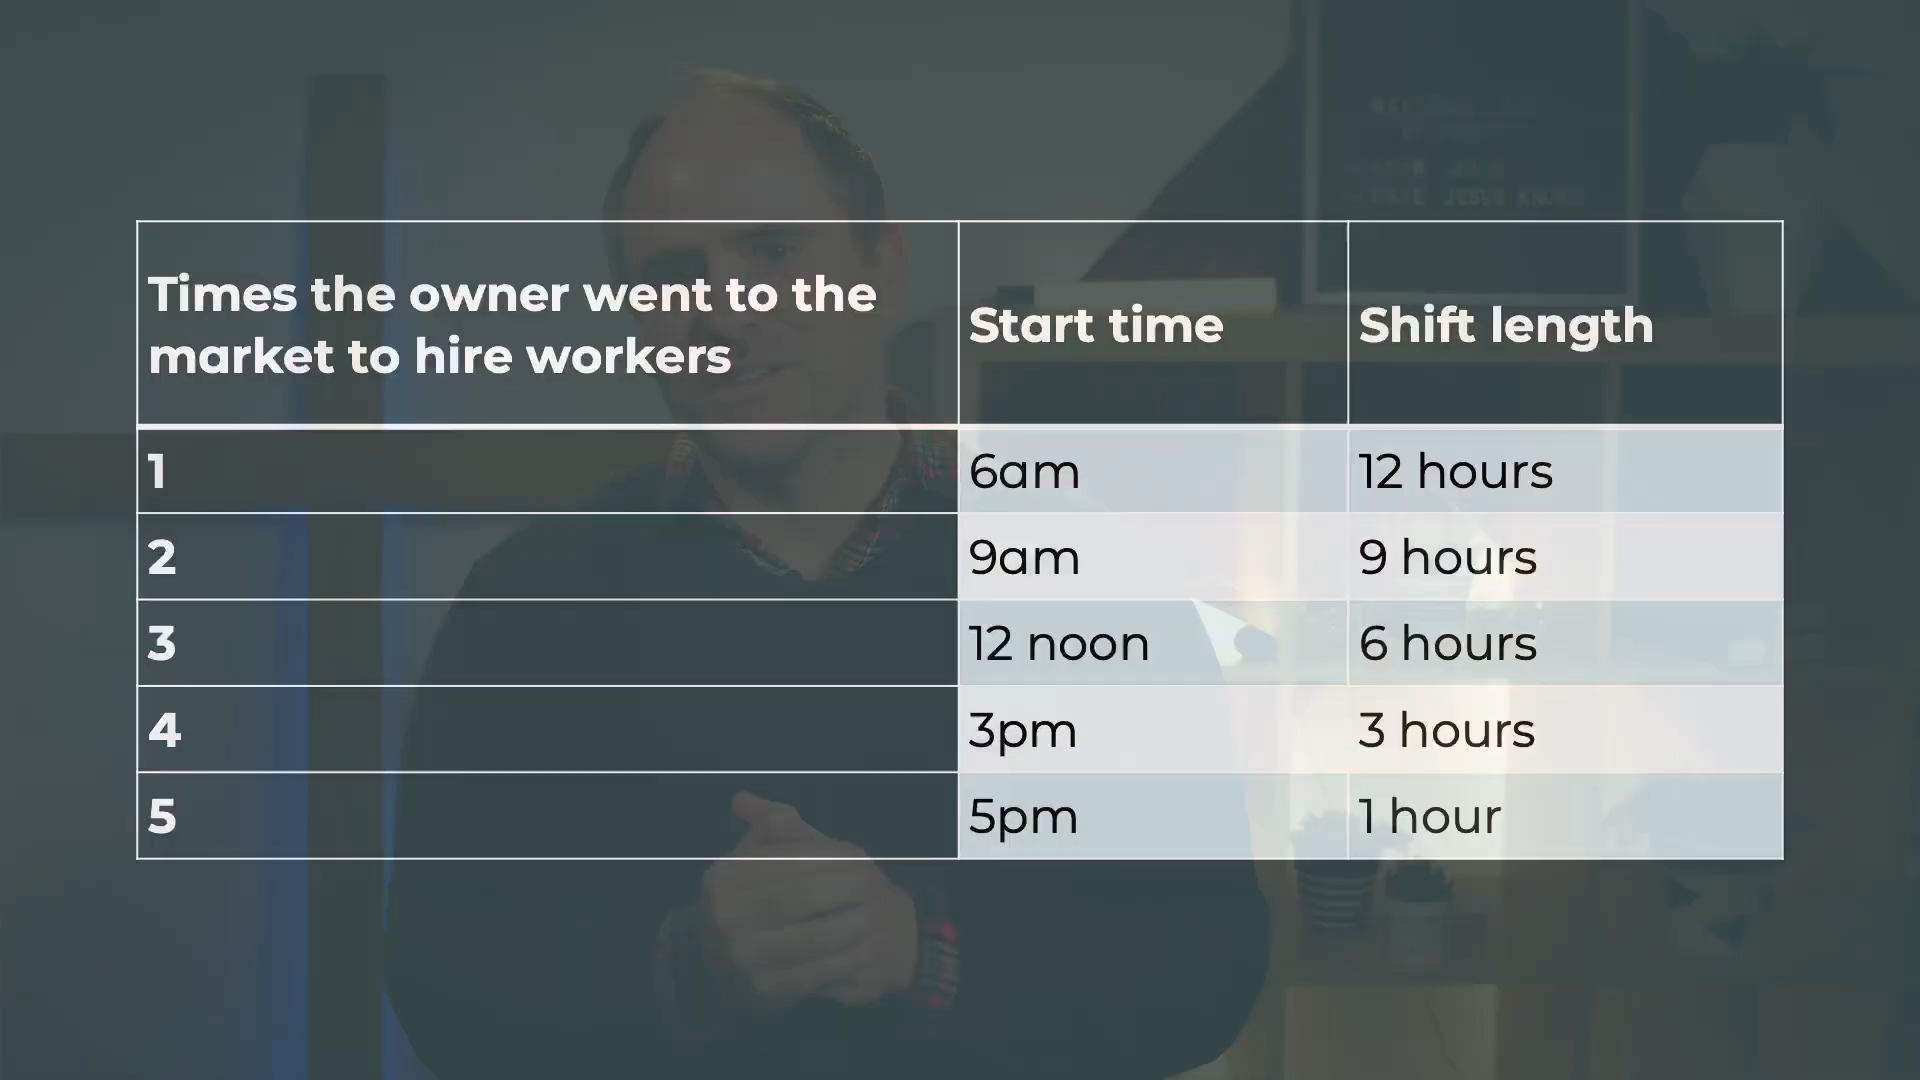 Times the owner went to the
market to hire workers
Start time
Shift length
1
6am
12 hours
2
9am
9 hours
3
12 noon
6 hours
4
3pm
3 hours
5
5pm
1 hour
JESUS